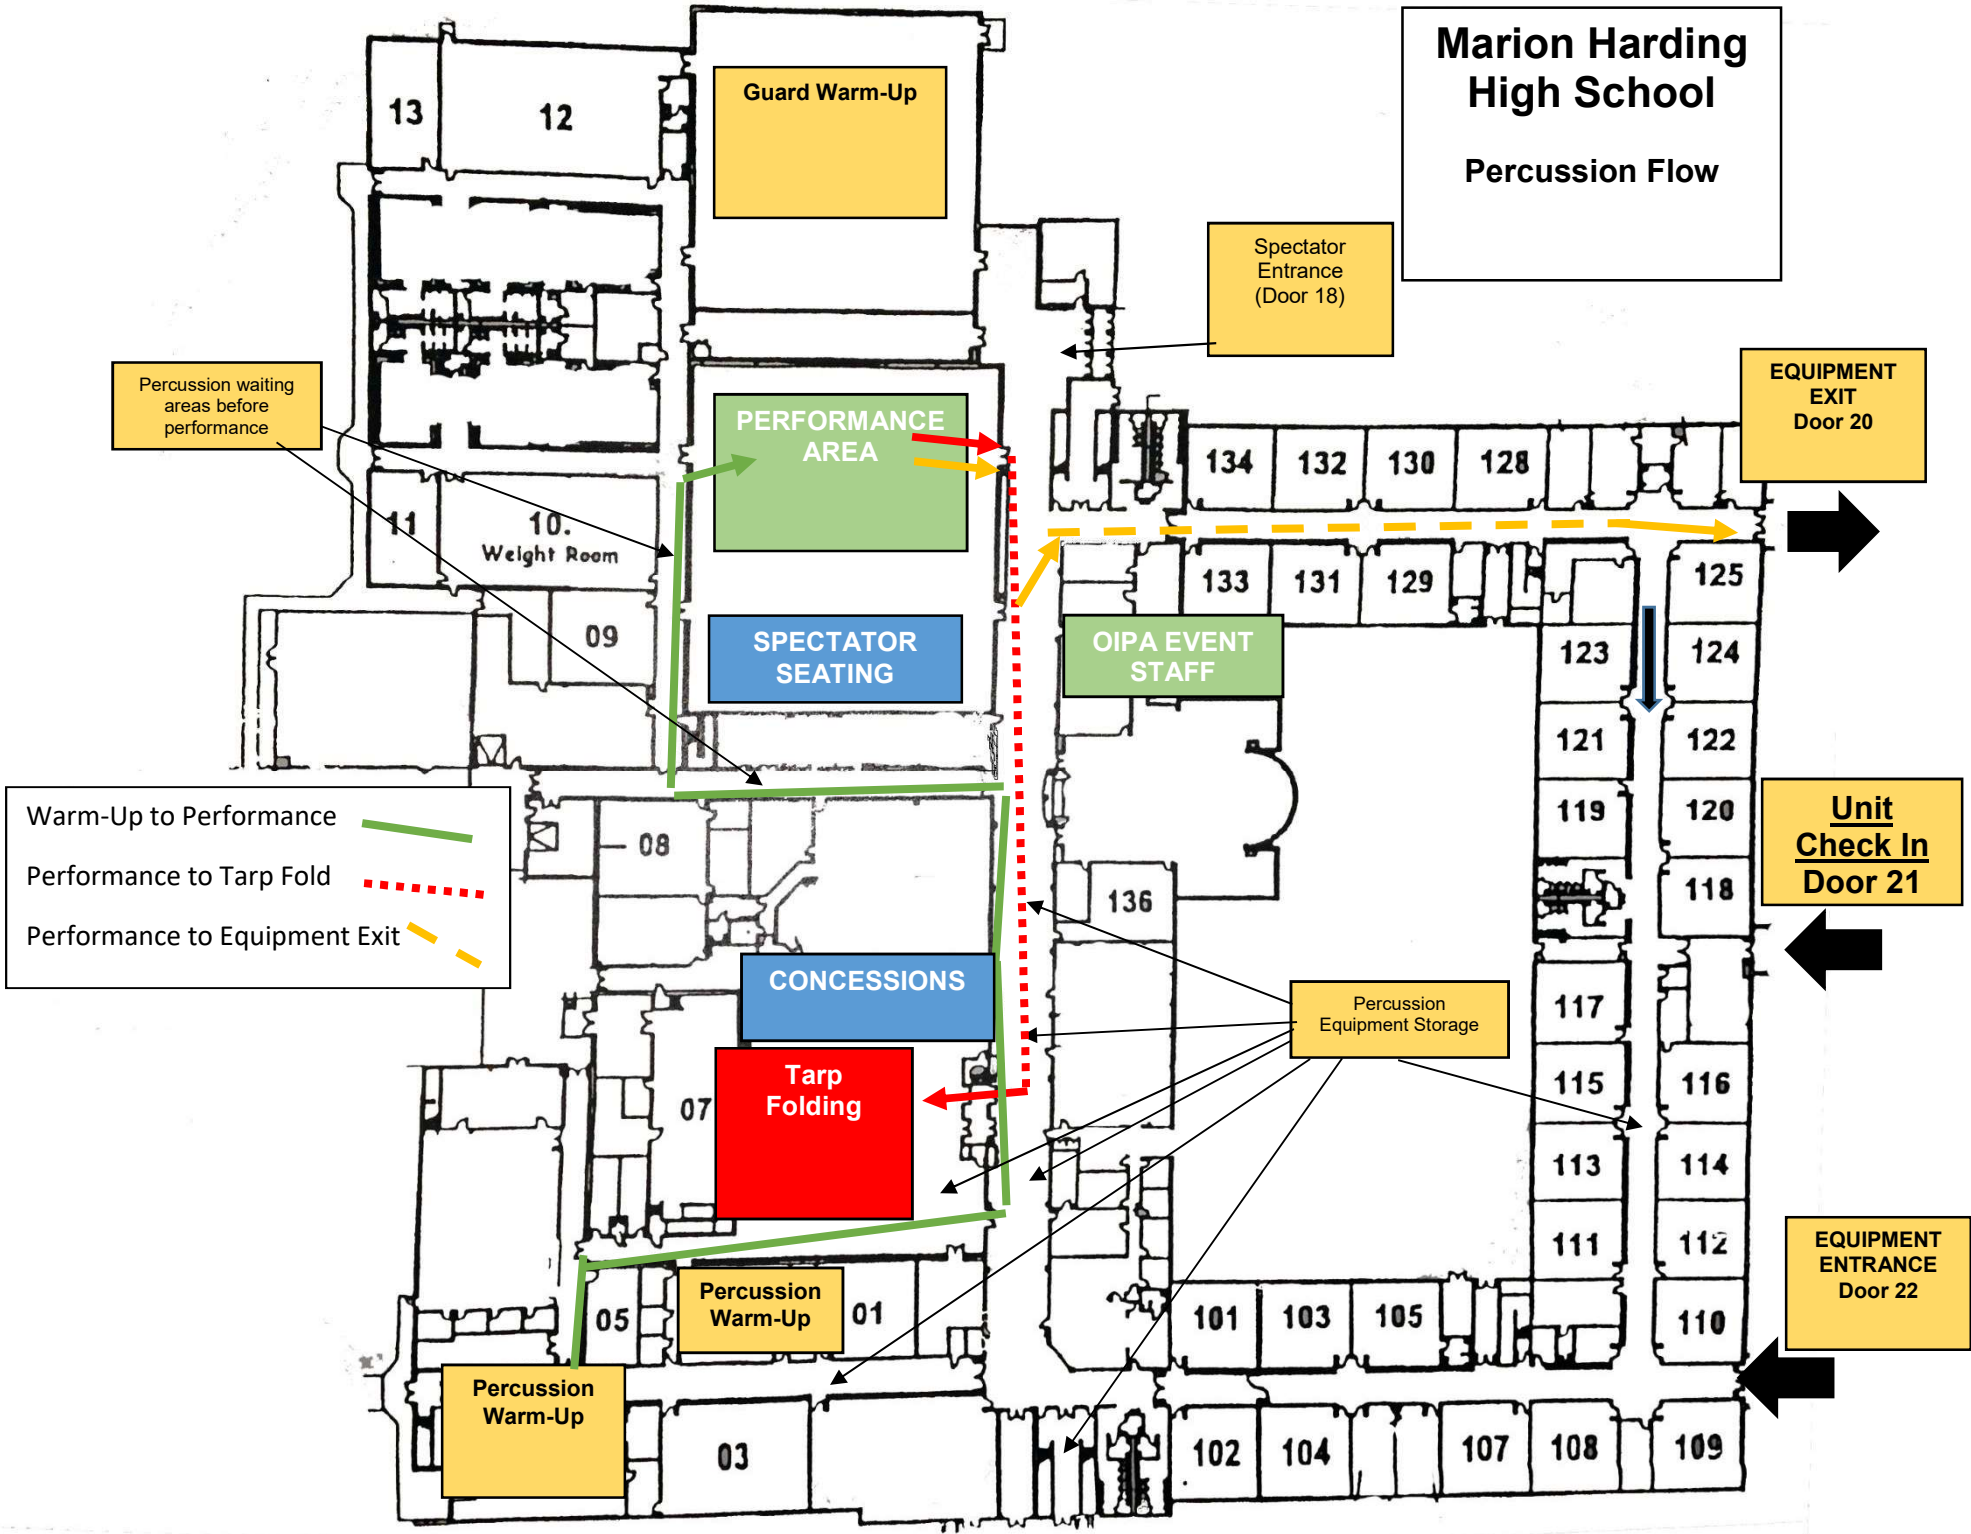 Marion Harding
High School
Percussion Flow
Guard Warm-Up
13
12
Spectator
Entrance
(Door 18)
EQUIPMENT
EXIT
Door 20
Percussion waiting
areas before
performance
PERFORMANCE
AREA
134
132
130
128
11
10.
Weight Room
133
131
129
125
09
SPECTATOR
SEATING
OIPA EVENT
STAFF
123
124
121
122
Warm-Up to Performance
Performance to Tarp Fold
Performance to Equipment Exit
08
119
120
Unit
Check In
Door 21
136
118
CONCESSIONS
Percussion
Equipment Storage
117
Tarp
Folding
07
115
116
113
114
111
112
EQUIPMENT
ENTRANCE
Door 22
05
Percussion
Warm-Up
01
101
103
105
110
Percussion
Warm-Up
03
102
104
107
108
109